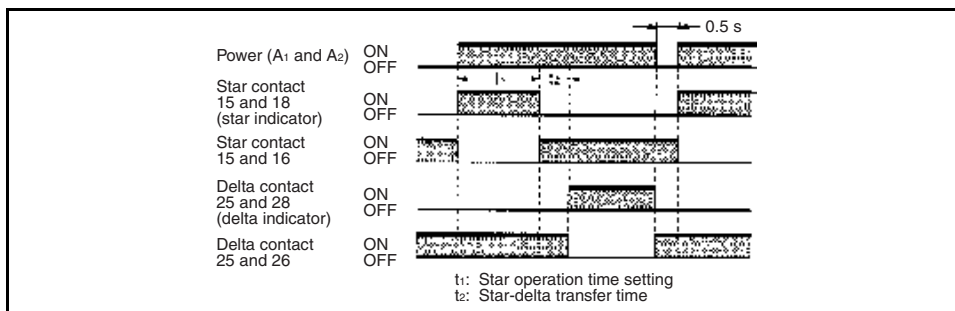 0.5 s
Power (A1 and A2) ON
OFF
Star contact
15 and 18 ON
(star indicator) OFF
Star contact ON
15 and 16 OFF
Delta contact
25 and 28 ON
(delta indicator) OFF
Delta contact ON
25 and 26 OFF
t1: Star operation time setting
t2: Star-delta transfer time